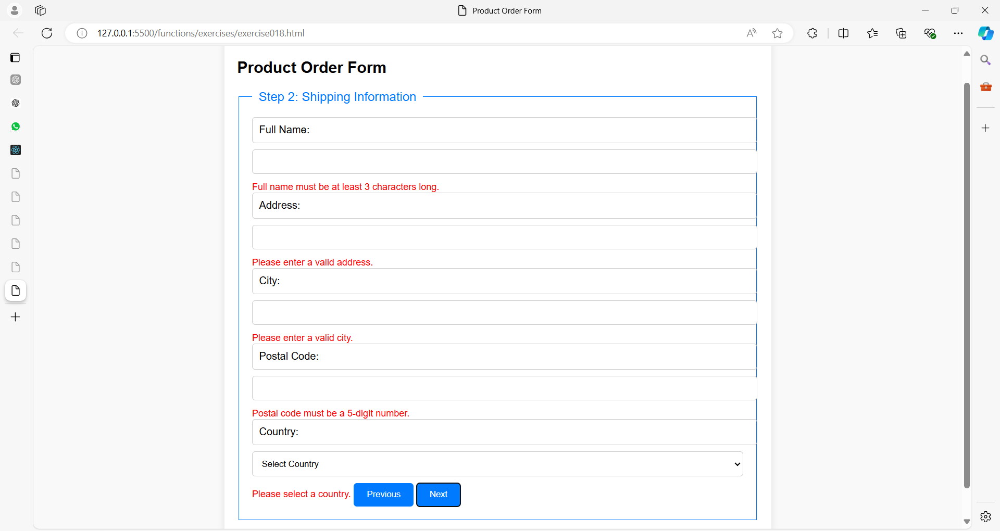 Product Order Form
127.0.0.1:5500/functions/exercises/exercise018.html
Product Order Form
Step 2: Shipping Information
Full Name:
Full name must be at least 3 characters long.
Address:
Please enter a valid address.
City:
Please enter a valid city.
Postal Code:
Postal code must be a 5-digit number.
Country:
Select Country
Please select a country. Previous Next